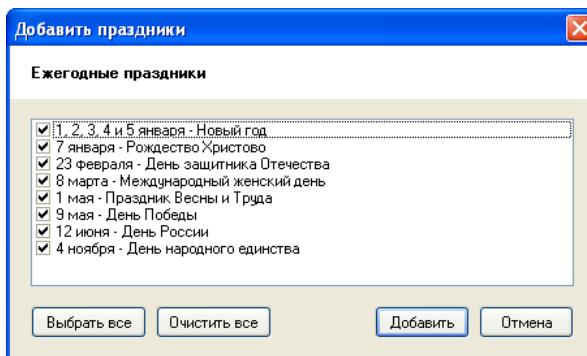 Добавить праздники
Ежегодные праздники
1, 2, 3, 4 и 5 января - Новый год
7 января - Рождество Христово
23 февраля - День защитника Отечества
8 марта - Международный женский день
1 мая - Праздник Весны и Труда
9 мая - День Победы
12 июня - День России
4 ноября - День народного единства
Выбрать все Очистить все Добавить Отмена